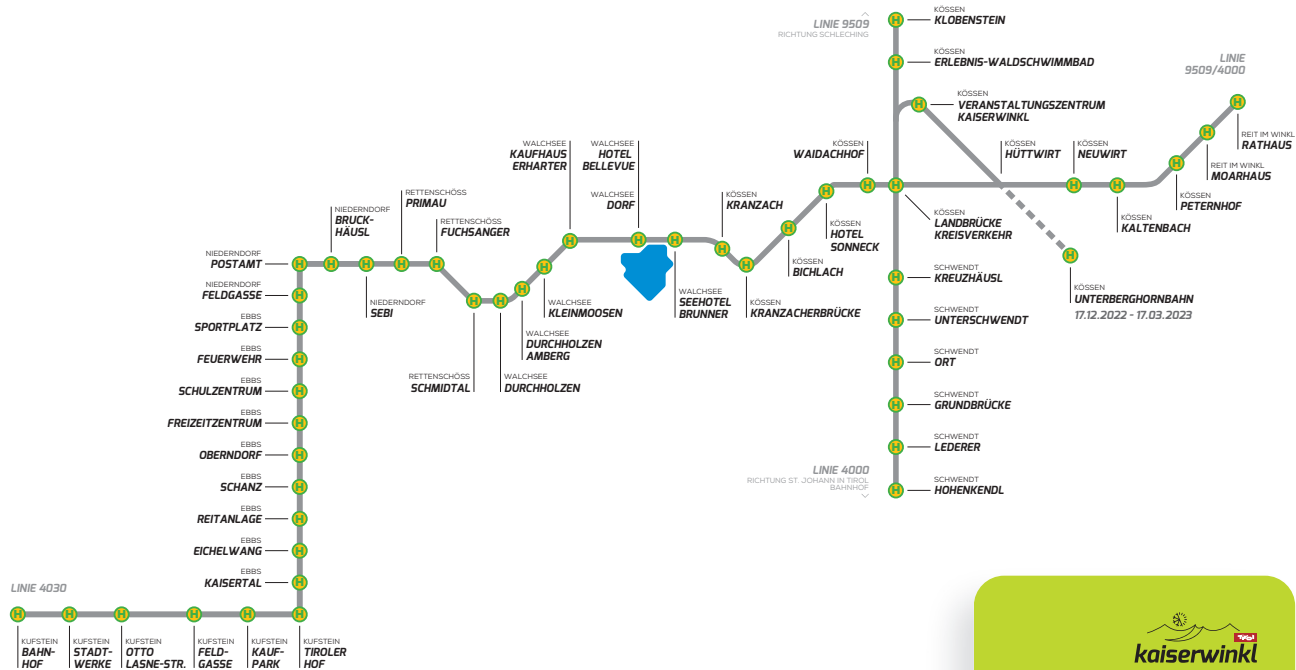 LINIE 9509
RICHTUNG SCHLECHING
KÖSSEN
KLOBENSTEIN
KÖSSEN
ERLEBNIS-WALDSCHWIMMBAD
LINIE
9509/4000
KÖSSEN
VERANSTALTUNGSZENTRUM
KAISERWINKL
REIT IM WINKL
RATHAUS
REIT IM WINKL
MOARHAUS
KÖSSEN
PETERNHOF
KÖSSEN
KALTENBACH
KÖSSEN
NEUWIRT
KÖSSEN
HÜTTWIRT
KÖSSEN
UNTERBERGHORNBAHN
17.12.2022 - 17.03.2023
KÖSSEN
LANDBRÜCKE
KREISVERKEHR
KÖSSEN
WAIDACHHOF
KÖSSEN
HOTEL
SONNECK
KÖSSEN
BICHLACH
KÖSSEN
KRANZACH
KÖSSEN
KRANZACHERBRÜCKE
WALCHSEE
SEEHOTEL
BRUNNER
WALCHSEE
HOTEL
BELLEVUE
WALCHSEE
DORF
WALCHSEE
KAUFHAUS
ERHARTER
WALCHSEE
KLEINMOOSEN
WALCHSEE
DURCHHOLZEN
AMBERG
WALCHSEE
DURCHHOLZEN
RETTENSCHÖSS
SCHMIDTAL
RETTENSCHÖSS
FUCHSANGER
RETTENSCHÖSS
PRIMAU
NIEDERNDORF
SEBI
NIEDERNDORF
BRUCK-
HÄUSL
NIEDERNDORF
POSTAMT
NIEDERNDORF
FELDGASSE
EBBS
SPORTPLATZ
EBBS
FEUERWEHR
EBBS
SCHULZENTRUM
EBBS
FREIZEITZENTRUM
EBBS
OBERNDORF
EBBS
SCHANZ
EBBS
REITANLAGE
EBBS
EICHELWANG
EBBS
KAISERTAL
SCHWENDT
KREUZHÄUSL
SCHWENDT
UNTERSCHWENDT
SCHWENDT
ORT
SCHWENDT
GRUNDBRÜCKE
SCHWENDT
LEDERER
SCHWENDT
HOHENKENDL
LINIE 4000
RICHTUNG ST. JOHANN IN TIROL
BAHNHOF
LINIE 4030
KUFSTEIN
BAHN-
HOF
KUFSTEIN
STADT-
WERKE
KUFSTEIN
OTTO
LASNE-STR.
KUFSTEIN
FELD-
GASSE
KUFSTEIN
KAUF-
PARK
KUFSTEIN
TIROLER
HOF
Tirol
kaiserwinkl